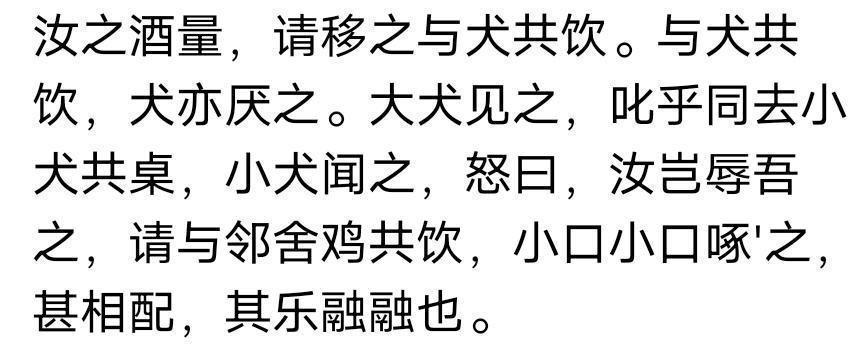 汝之酒量，请移之与犬共饮。与犬共
饮，犬亦厌之。大犬见之，叱乎同去小
犬共桌，小犬闻之，怒曰，汝岂辱吾
之，请与邻舍鸡共饮，小口小口啄'之，
甚相配，其乐融融也。